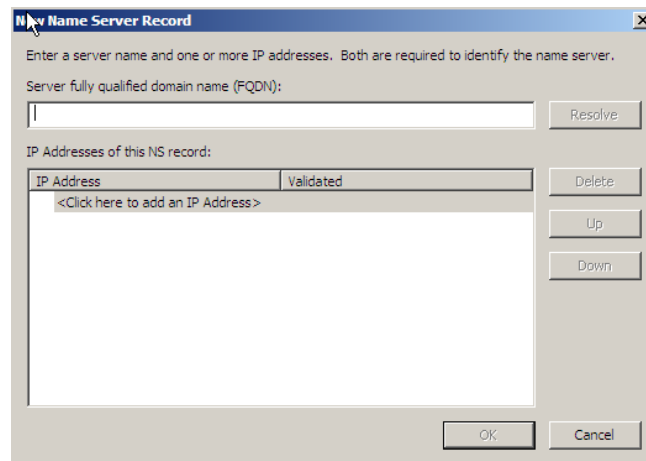 New Name Server Record
Enter a server name and one or more IP addresses. Both are required to identify the name server.
Server fully qualified domain name (FQDN):
Resolve
IP Addresses of this NS record:
IP Address Validated
<Click here to add an IP Address>
Delete
Up
Down
OK Cancel